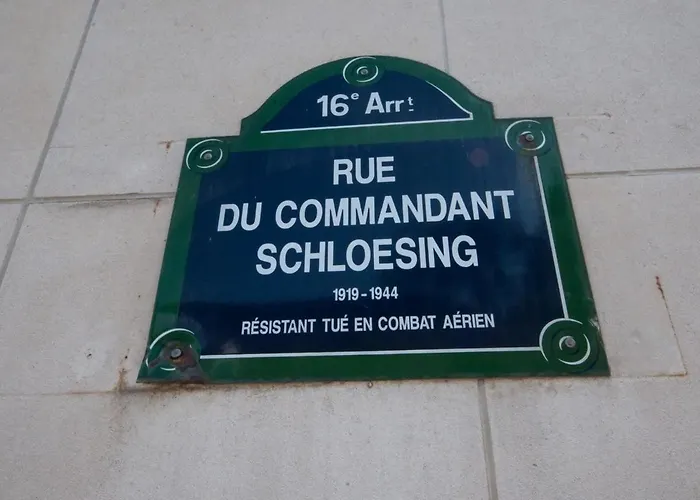 16e Arrt
RUE
DU COMMANDANT
SCHLOESING
1919-1944
RÉSISTANT TUÉ EN COMBAT AÉRIEN